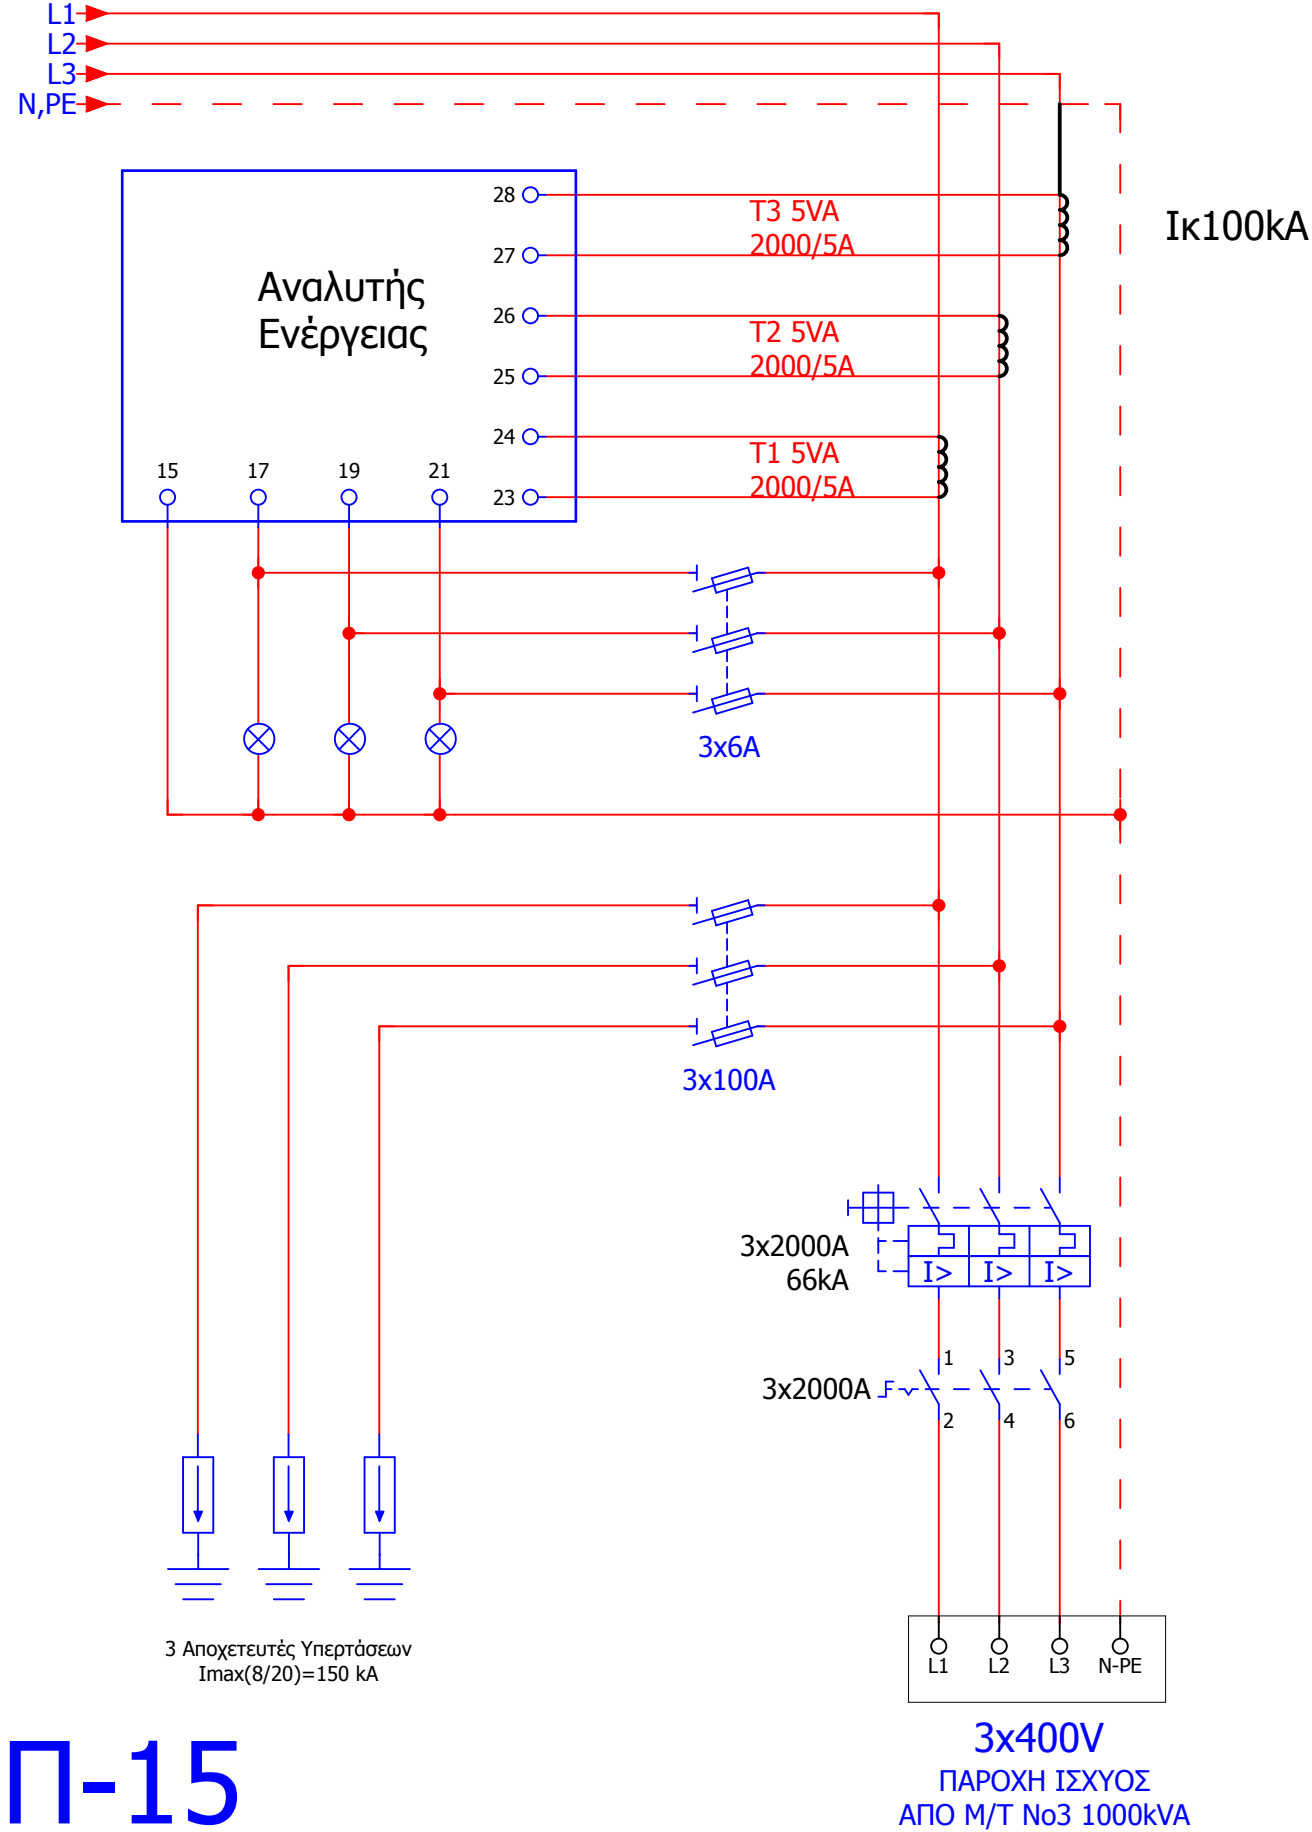 L1
L2
L3
N,PE
Ικ100kA
Αναλυτής
Ενέργειας
28
27
26
25
24
23
15
17
19
21
T3 5VA
2000/5A
T2 5VA
2000/5A
T1 5VA
2000/5A
3x6A
3x100A
3x2000A
66kA
I>
I>
I>
3x2000A
1
3
5
2
4
6
3 Αποχετευτές Υπερτάσεων
Imax(8/20)=150 kA
L1
L2
L3
N-PE
3x400V
ΠΑΡΟΧΗ ΙΣΧΥΟΣ
ΑΠΟ Μ/Τ Νο3 1000kVA
Π-15